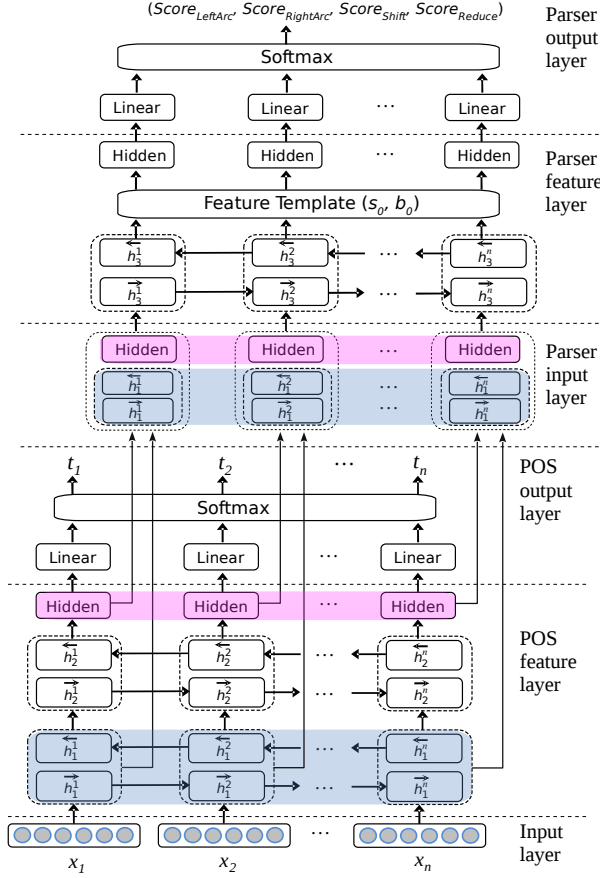 (Score_LeftArc, Score_RightArc, Score_Shift, Score_Reduce)
Parser output layer
Softmax
Linear Linear ... Linear
Hidden Hidden ... Hidden
Parser feature layer
Feature Template (s_0, b_0)
←h_3^1 ←h_3^2 ... ←h_3^n
→h_3^1 →h_3^2 ... →h_3^n
Hidden Hidden ... Hidden
Parser input layer
←h_1^1 ←h_1^2 ... ←h_1^n
→h_1^1 →h_1^2 ... →h_1^n
t_1 t_2 ... t_n
POS output layer
Softmax
Linear Linear ... Linear
Hidden Hidden ... Hidden
POS feature layer
←h_2^1 ←h_2^2 ... ←h_2^n
→h_2^1 →h_2^2 ... →h_2^n
←h_1^1 ←h_1^2 ... ←h_1^n
→h_1^1 →h_1^2 ... →h_1^n
...
Input layer
x_1 x_2 x_n